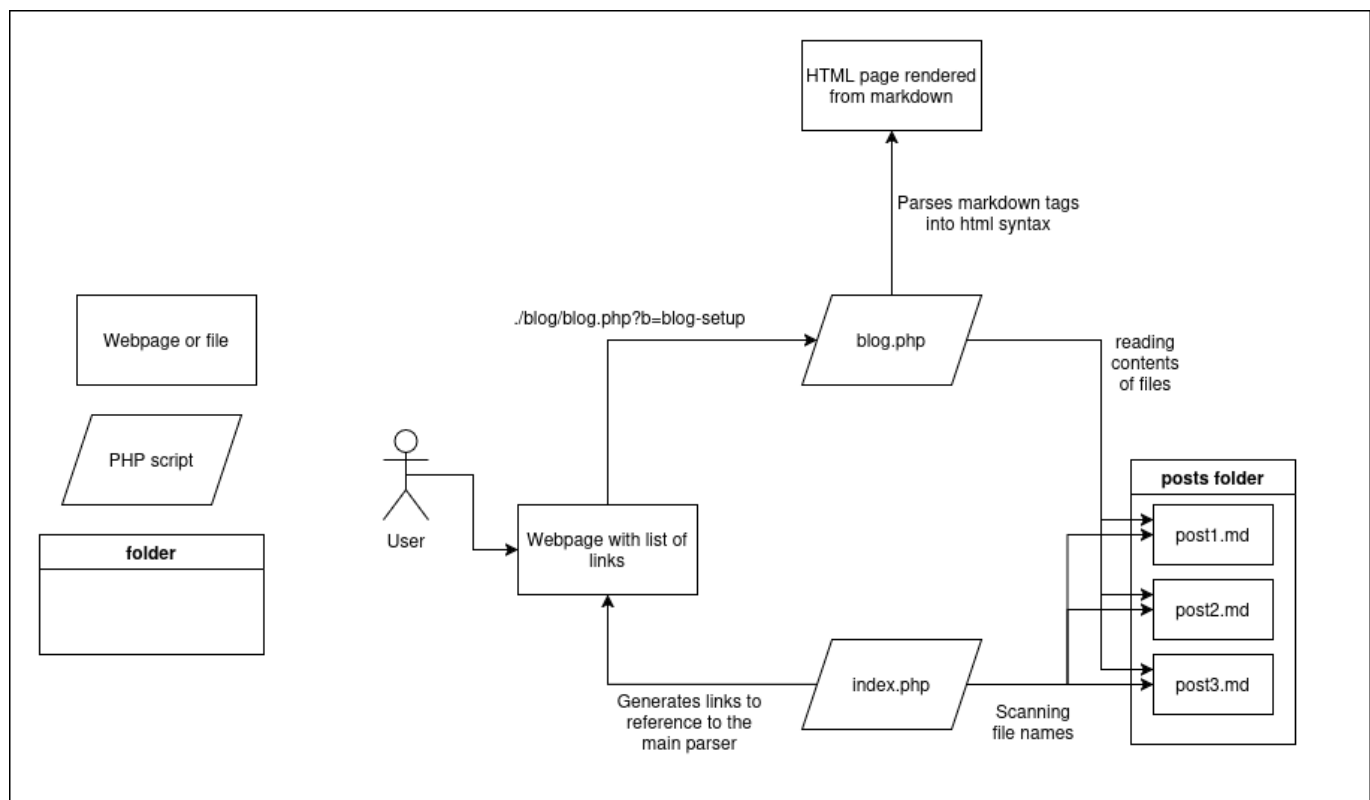 HTML page rendered
from markdown
Parses markdown tags
into html syntax
Webpage or file
./blog/blog.php?b=blog-setup
blog.php
reading
contents
of files
PHP script
User
folder
Webpage with list of
links
posts folder
post1.md
post2.md
post3.md
index.php
Generates links to
reference to the
main parser
Scanning
file names